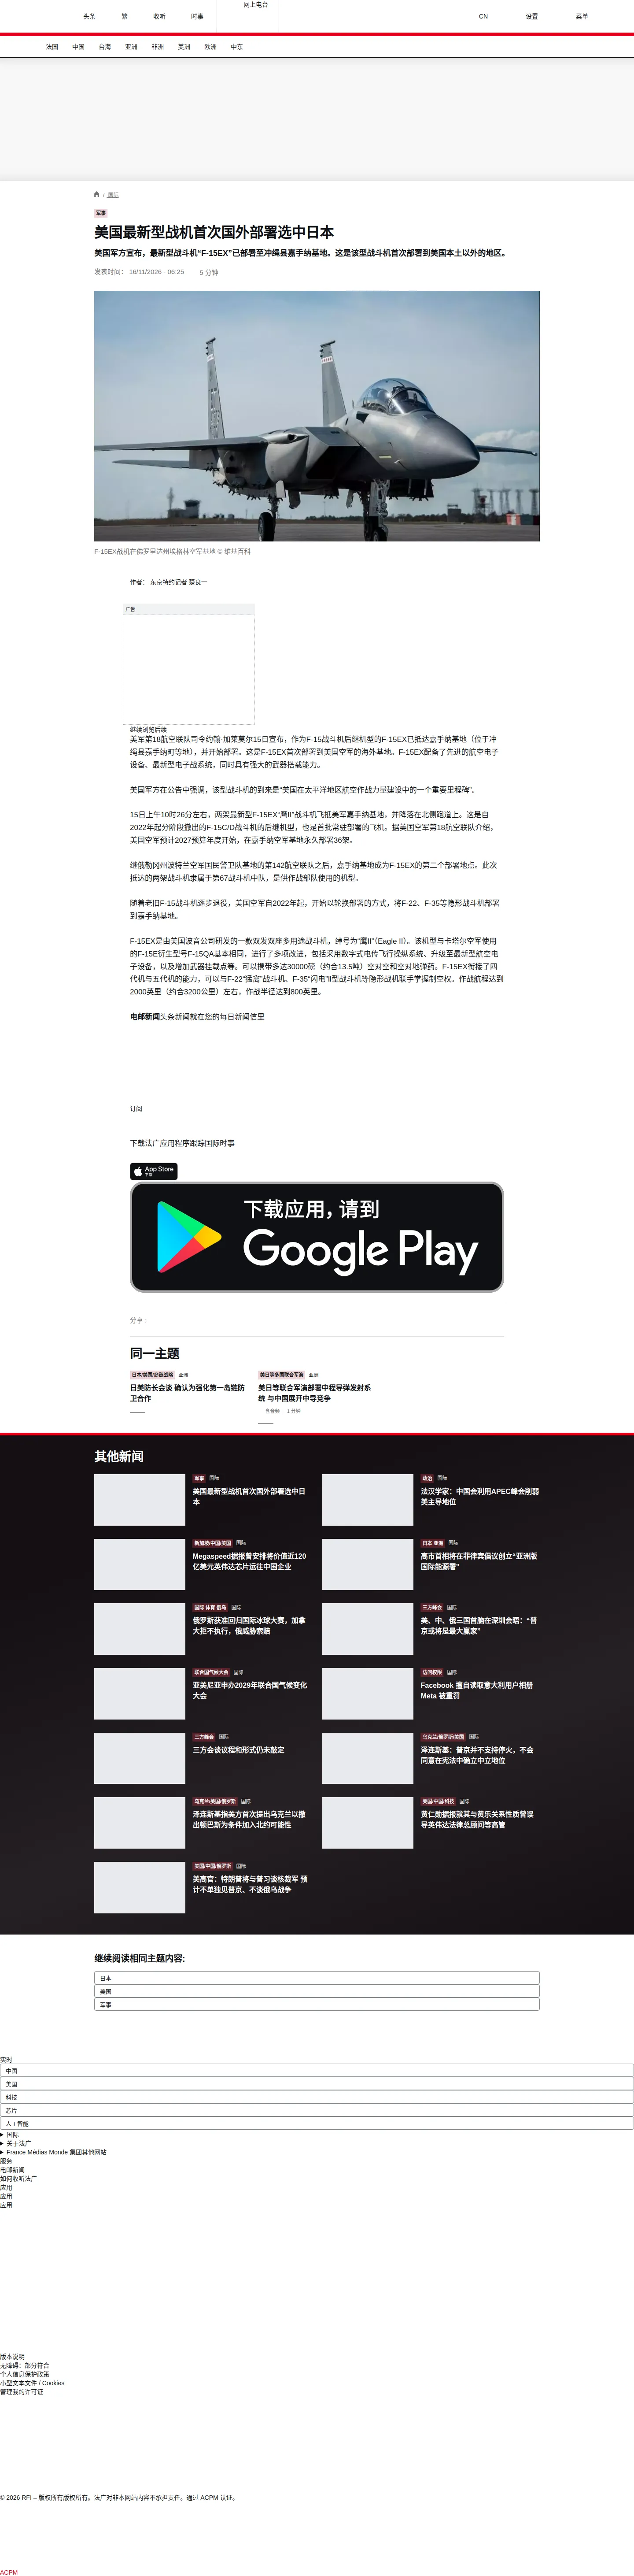 头条
繁
收听
时事
网上电台
CN
设置
菜单
法国
中国
台海
亚洲
非洲
美洲
欧洲
中东
/ 国际
军事
美国最新型战机首次国外部署选中日本
美国军方宣布，最新型战斗机“F-15EX”已部署至冲绳县嘉手纳基地。这是该型战斗机首次部署到美国本土以外的地区。
发表时间： 16/11/2026 - 06:25
5 分钟
F-15EX战机在佛罗里达州埃格林空军基地 © 维基百科
作者： 东京特约记者 楚良一
广告
继续浏览后续
美军第18航空联队司令约翰·加莱莫尔15日宣布，作为F-15战斗机后继机型的F-15EX已抵达嘉手纳基地（位于冲
绳县嘉手纳町等地），并开始部署。这是F-15EX首次部署到美国空军的海外基地。F-15EX配备了先进的航空电子
设备、最新型电子战系统，同时具有强大的武器搭载能力。
美国军方在公告中强调，该型战斗机的到来是“美国在太平洋地区航空作战力量建设中的一个重要里程碑”。
15日上午10时26分左右，两架最新型F-15EX“鹰II”战斗机飞抵美军嘉手纳基地，并降落在北侧跑道上。这是自
2022年起分阶段撤出的F-15C/D战斗机的后继机型，也是首批常驻部署的飞机。据美国空军第18航空联队介绍，
美国空军预计2027预算年度开始，在嘉手纳空军基地永久部署36架。
继俄勒冈州波特兰空军国民警卫队基地的第142航空联队之后，嘉手纳基地成为F-15EX的第二个部署地点。此次
抵达的两架战斗机隶属于第67战斗机中队，是供作战部队使用的机型。
随着老旧F-15战斗机逐步退役，美国空军自2022年起，开始以轮换部署的方式，将F-22、F-35等隐形战斗机部署
到嘉手纳基地。
F-15EX是由美国波音公司研发的一款双发双座多用途战斗机，绰号为“鹰II”（Eagle II）。该机型与卡塔尔空军使用
的F-15E衍生型号F-15QA基本相同，进行了多项改进，包括采用数字式电传飞行操纵系统、升级至最新型航空电
子设备，以及增加武器挂载点等。可以携带多达30000磅（约合13.5吨）空对空和空对地弹药。F-15EX衔接了四
代机与五代机的能力，可以与F-22“猛禽”战斗机、F-35“闪电”II型战斗机等隐形战机联手掌握制空权。作战航程达到
2000英里（约合3200公里）左右，作战半径达到800英里。
电邮新闻头条新闻就在您的每日新闻信里
订阅
下载法广应用程序跟踪国际时事
App Store
下载
下载应用，请到
Google Play
分享 :
同一主题
日本/美国/岛链战略 亚洲
日美防长会谈 确认为强化第一岛链防
卫合作
美日等多国联合军演 亚洲
美日等联合军演部署中程导弹发射系
统 与中国展开中导竞争
音音榜 1 分钟
其他新闻
军事 国际
美国最新型战机首次国外部署选中日
本
政治 国际
法汉学家：中国会利用APEC峰会削弱
美主导地位
新加坡/中国/美国 国际
Megaspeed据报曾安排将价值近120
亿美元英伟达芯片运往中国企业
日本 亚洲 国际
高市首相将在菲律宾倡议创立“亚洲版
国际能源署”
国际 体育 俄乌 国际
俄罗斯获准回归国际冰球大赛，加拿
大拒不执行，俄威胁索赔
三方峰会 国际
美、中、俄三国首脑在深圳会晤：“普
京或将是最大赢家”
联合国气候大会 国际
亚美尼亚申办2029年联合国气候变化
大会
访问权限 国际
Facebook 擅自读取意大利用户相册
Meta 被重罚
三方峰会 国际
三方会谈议程和形式仍未敲定
乌克兰/俄罗斯/美国 国际
泽连斯基：普京并不支持停火，不会
同意在宪法中确立中立地位
乌克兰/美国/俄罗斯 国际
泽连斯基指美方首次提出乌克兰以撤
出顿巴斯为条件加入北约可能性
美国/中国/科技 国际
黄仁勋据报就其与黄乐关系性质曾误
导英伟达法律总顾问等高管
美国/中国/俄罗斯 国际
美高官：特朗普将与普习谈核裁军 预
计不单独见普京、不谈俄乌战争
继续阅读相同主题内容:
日本
美国
军事
实时
中国
美国
科技
芯片
人工智能
国际
关于法广
France Médias Monde 集团其他网站
服务
电邮新闻
如何收听法广
应用
应用
应用
版本说明
无障碍：部分符合
个人信息保护政策
小型文本文件 / Cookies
管理我的许可证
© 2026 RFI – 版权所有版权所有。法广对非本网站内容不承担责任。通过 ACPM 认证。
ACPM